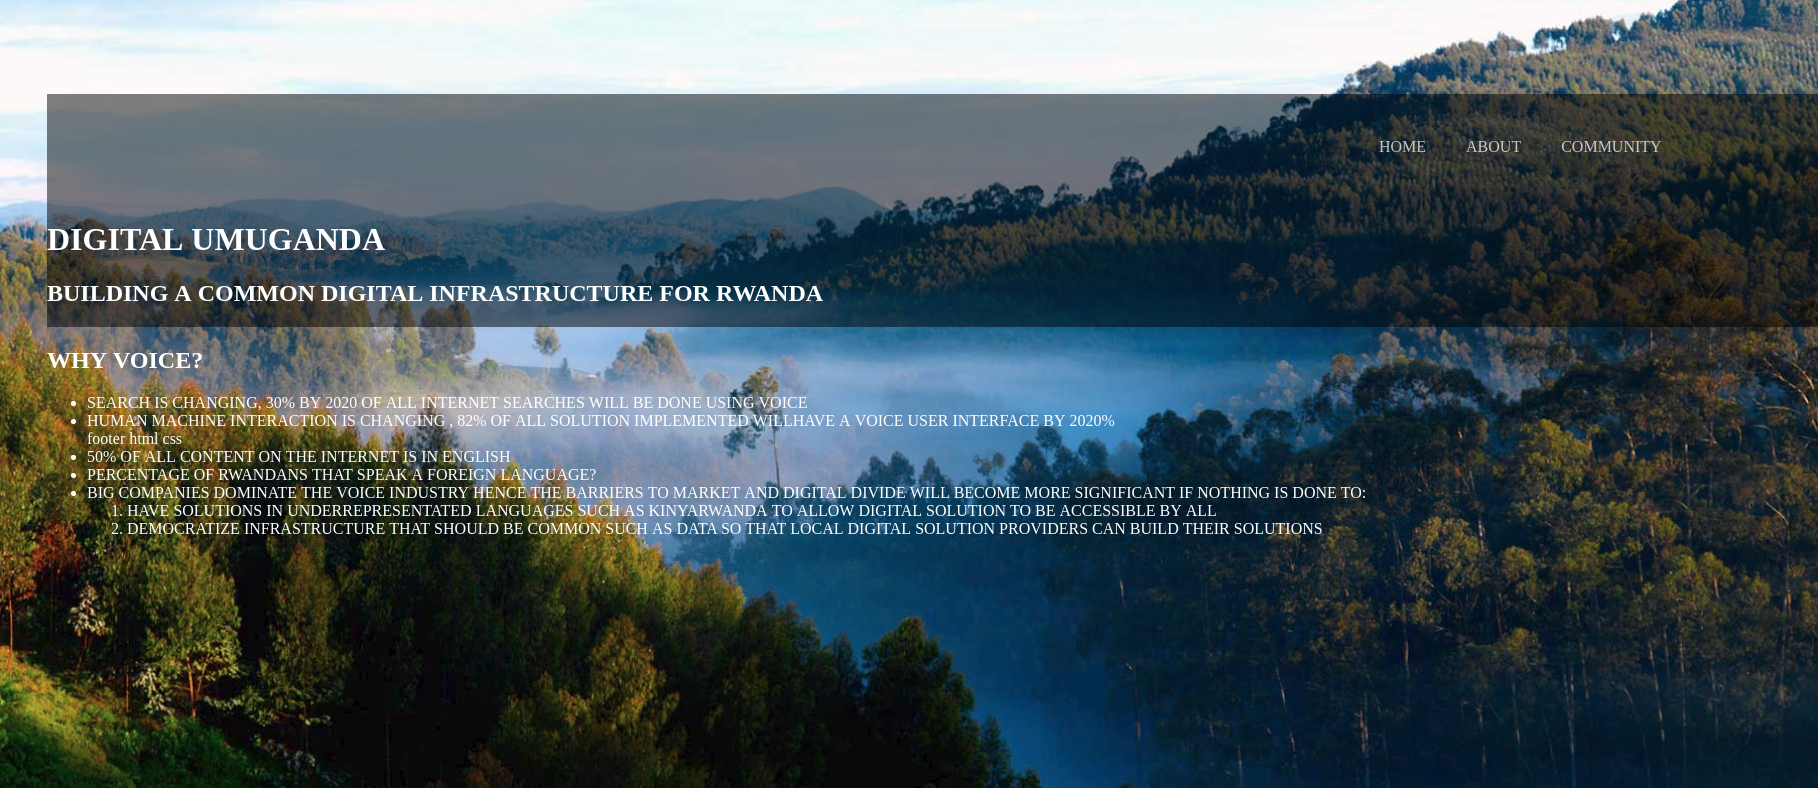 HOME ABOUT COMMUNITY
DIGITAL UMUGANDA
BUILDING A COMMON DIGITAL INFRASTRUCTURE FOR RWANDA
WHY VOICE?
• SEARCH IS CHANGING, 30% BY 2020 OF ALL INTERNET SEARCHES WILL BE DONE USING VOICE
• HUMAN MACHINE INTERACTION IS CHANGING , 82% OF ALL SOLUTION IMPLEMENTED WILLHAVE A VOICE USER INTERFACE BY 2020%
footer html css
• 50% OF ALL CONTENT ON THE INTERNET IS IN ENGLISH
• PERCENTAGE OF RWANDANS THAT SPEAK A FOREIGN LANGUAGE?
• BIG COMPANIES DOMINATE THE VOICE INDUSTRY HENCE THE BARRIERS TO MARKET AND DIGITAL DIVIDE WILL BECOME MORE SIGNIFICANT IF NOTHING IS DONE TO:
1. HAVE SOLUTIONS IN UNDERREPRESENTATED LANGUAGES SUCH AS KINYARWANDA TO ALLOW DIGITAL SOLUTION TO BE ACCESSIBLE BY ALL
2. DEMOCRATIZE INFRASTRUCTURE THAT SHOULD BE COMMON SUCH AS DATA SO THAT LOCAL DIGITAL SOLUTION PROVIDERS CAN BUILD THEIR SOLUTIONS